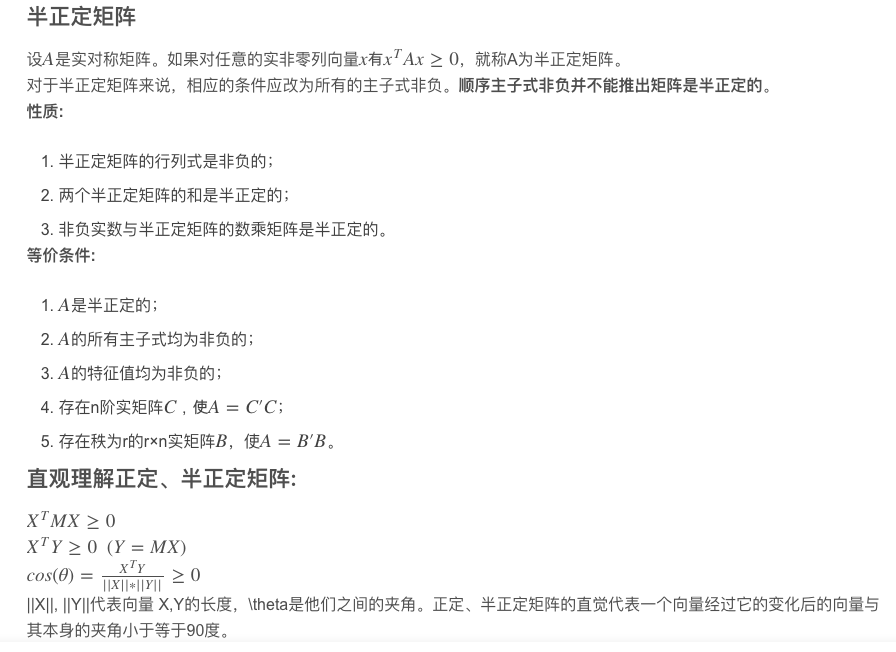 半正定矩阵
设A是实对称矩阵。如果对任意的实非零列向量x有x^T Ax ≥ 0，就称A为半正定矩阵。
对于半正定矩阵来说，相应的条件应改为所有的主子式非负。顺序主子式非负并不能推出矩阵是半正定的。
性质:
1. 半正定矩阵的行列式是非负的；
2. 两个半正定矩阵的和是半正定的；
3. 非负实数与半正定矩阵的数乘矩阵是半正定的。
等价条件:
1. A是半正定的；
2. A的所有主子式均为非负的；
3. A的特征值均为非负的；
4. 存在n阶实矩阵C，使A = C′C；
5. 存在秩为r的r×n实矩阵B，使A = B′B。
直观理解正定、半正定矩阵:
X^T MX ≥ 0
X^T Y ≥ 0 (Y = MX)
cos(θ) = X^T Y / ||X||∗||Y|| ≥ 0
||X||, ||Y||代表向量 X,Y的长度，\theta是他们之间的夹角。正定、半正定矩阵的直觉代表一个向量经过它的变化后的向量与
其本身的夹角小于等于90度。